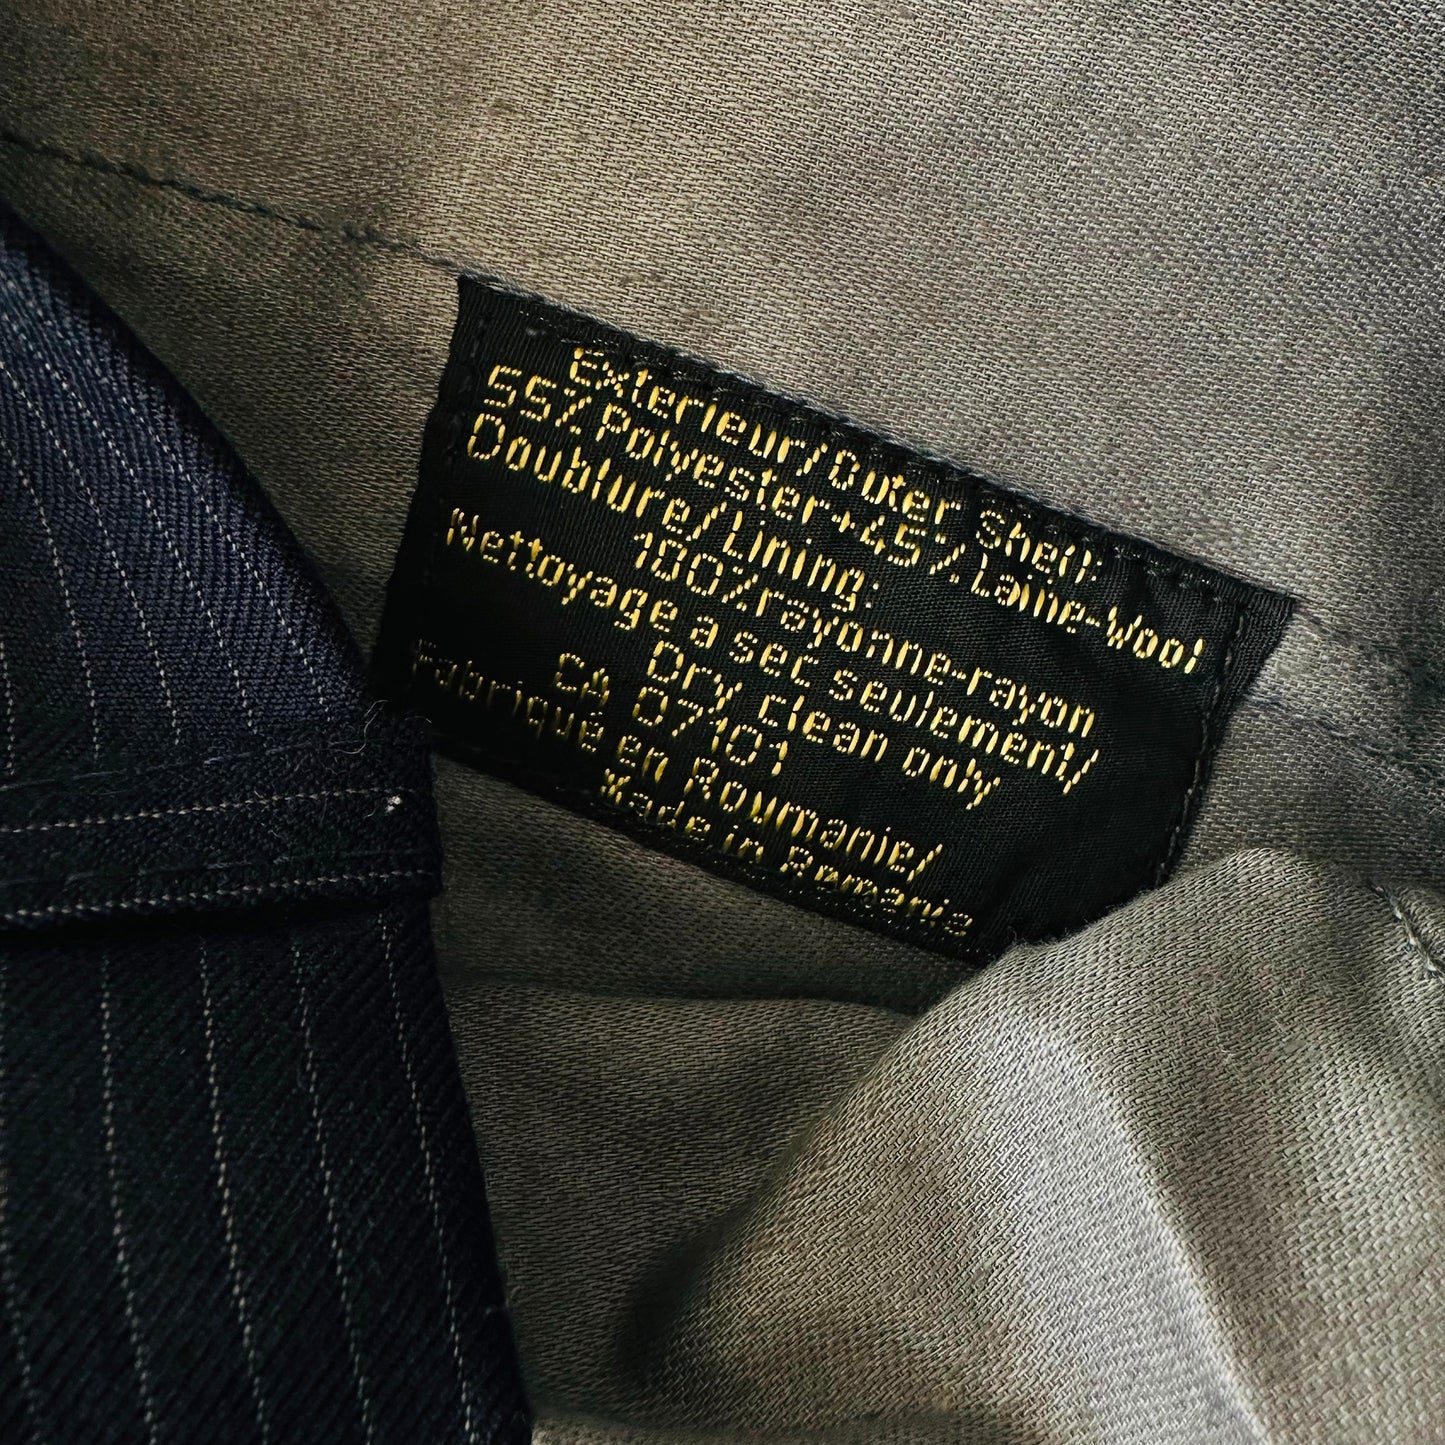 Exterieur/Outer Shell:
55%Polyester+45% Laine-Wool
Doublure/Lining:
100%rayonne-rayon
Nettoyage a sec seulement/
Dry clean only
CA 07101
Fabriqué en Roumanie/
Made in Romania